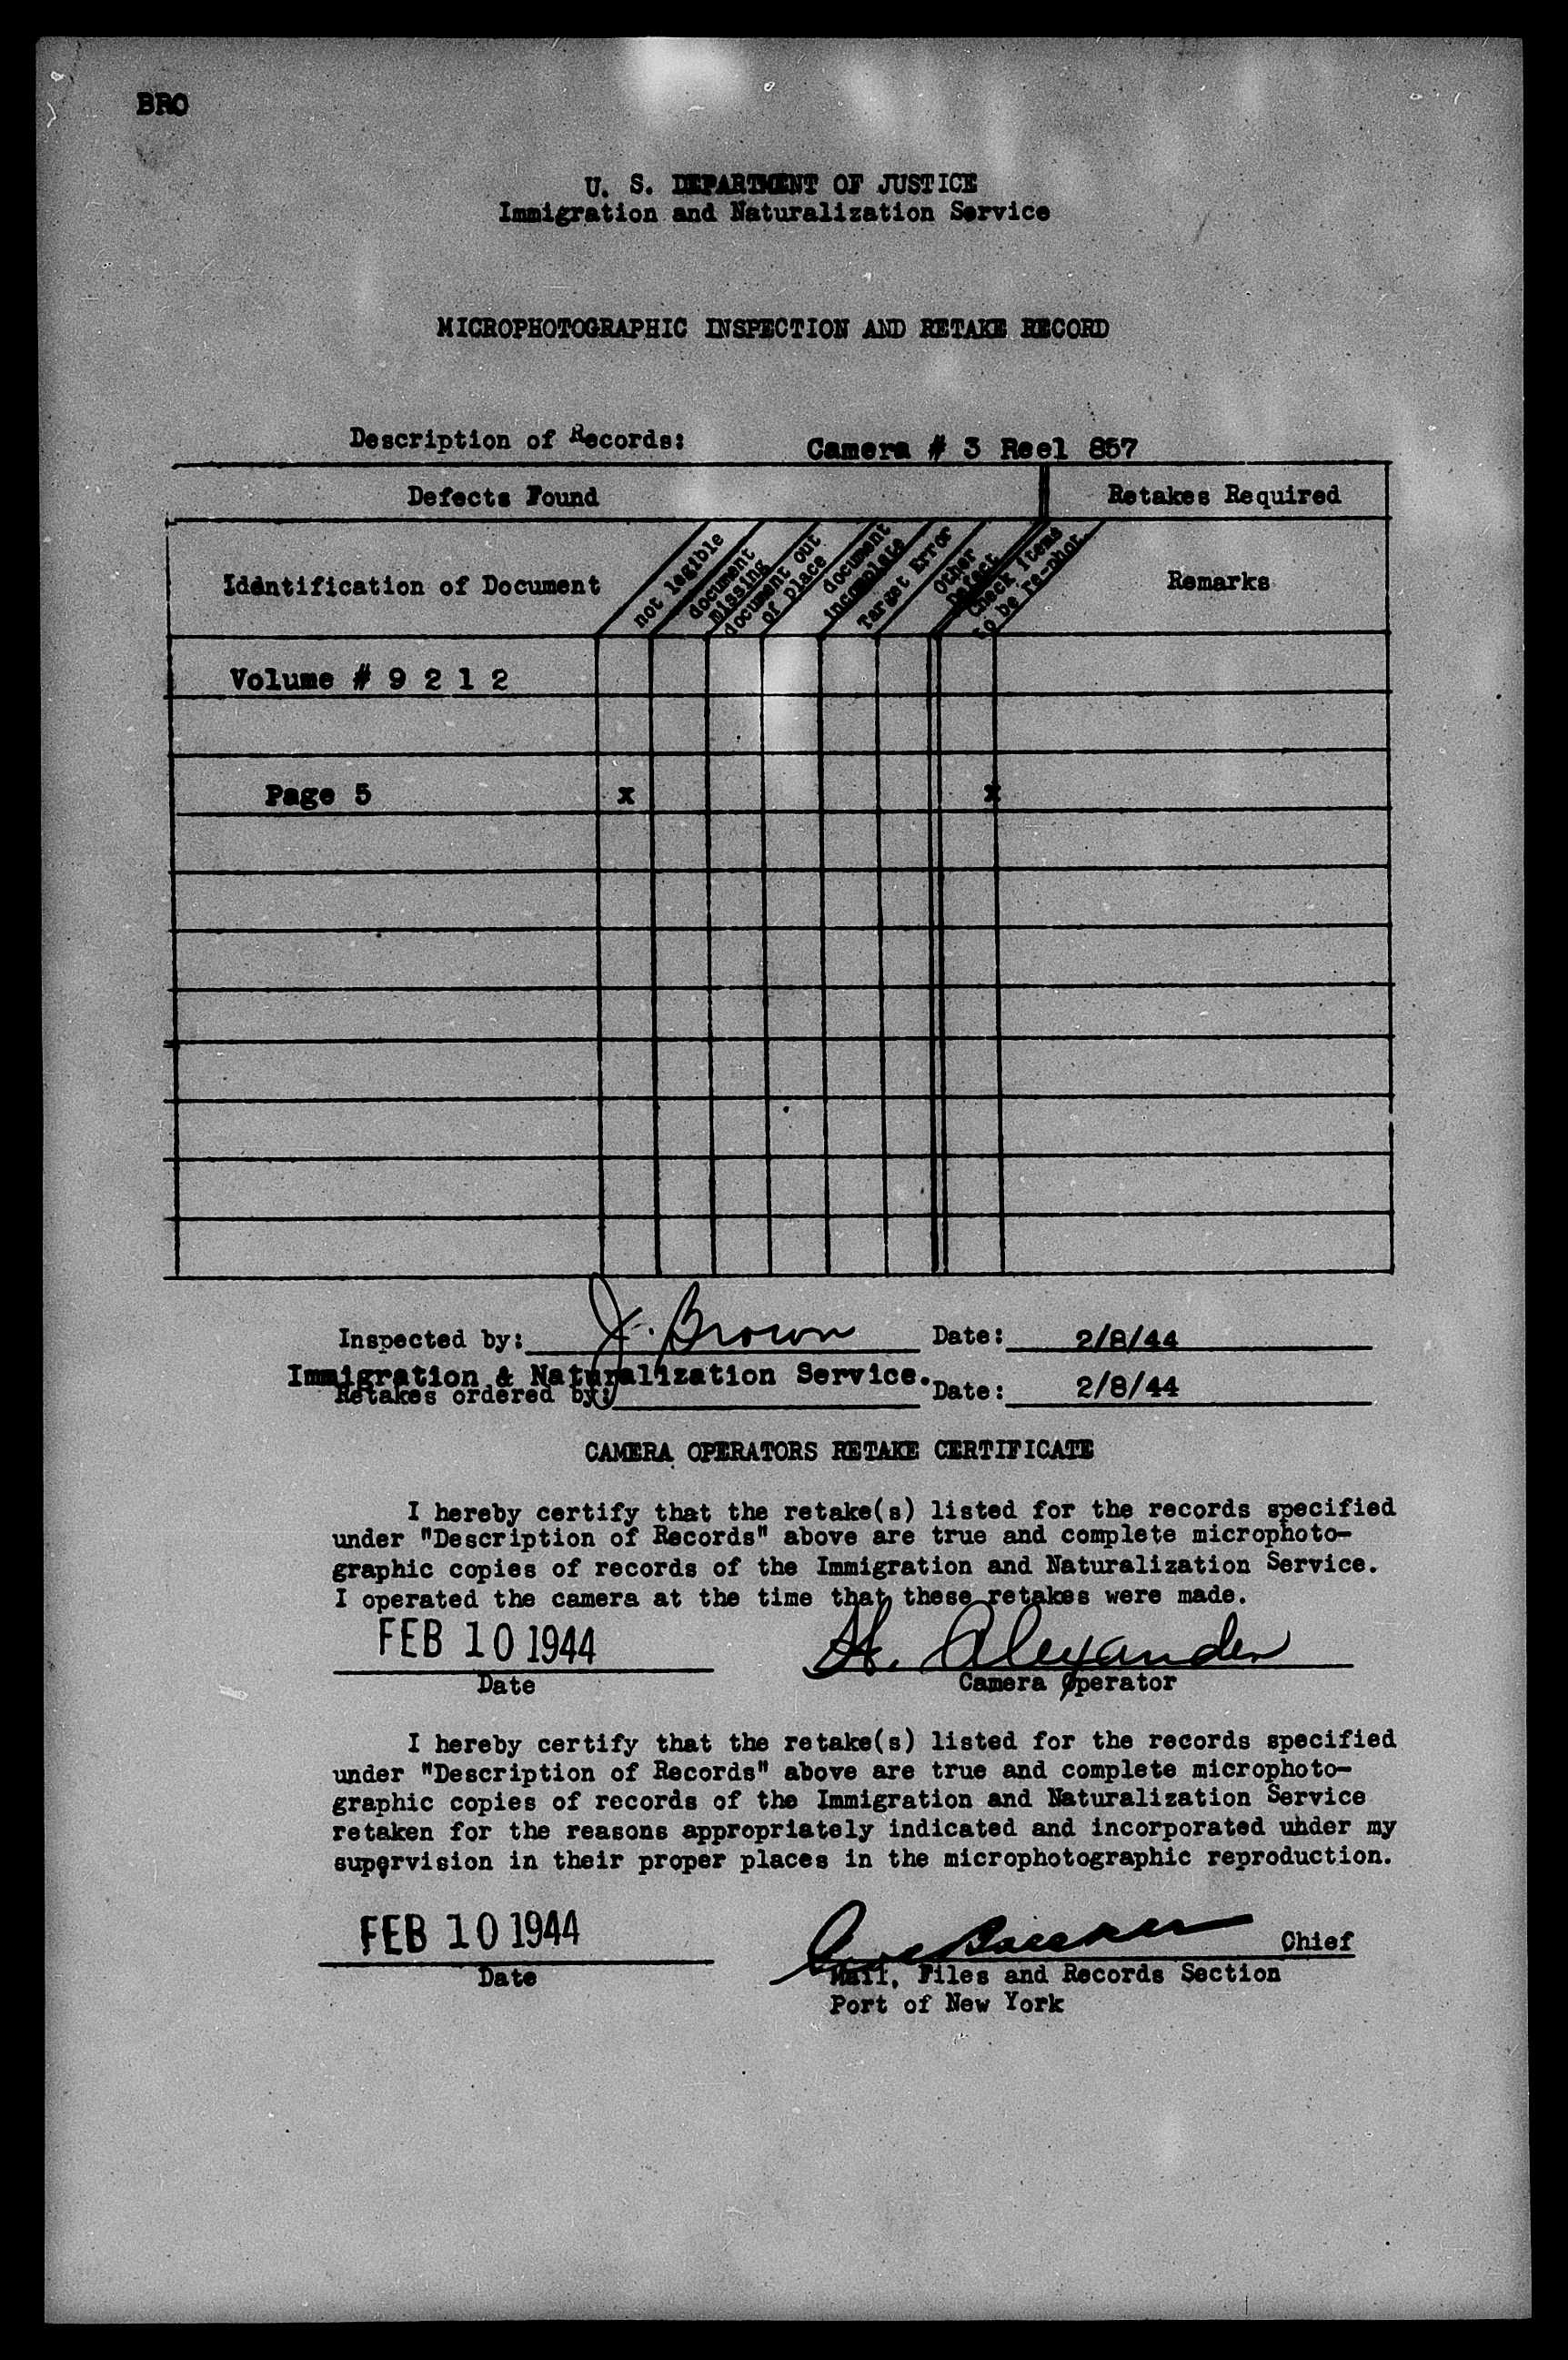 BRO
U. S. DEPARTMENT OF JUSTICE
Immigration and Naturalization Service
MICROPHOTOGRAPHIC INSPECTION AND RETAKE RECORD
Description of Records: Camera # 3 Reel 857
Defects Found Retakes Required
Identification of Document
not legible
document
missing
document out
of place
document
incomplete
Target Error
Other
Defect
Check items
to be re-phot.
Remarks
Volume # 9 2 1 2
Page 5 x x
Inspected by: J. Brown Date: 2/8/44
Immigration & Naturalization Service.
Retakes ordered by: Date: 2/8/44
CAMERA OPERATORS RETAKE CERTIFICATE
I hereby certify that the retake(s) listed for the records specified
under "Description of Records" above are true and complete microphoto-
graphic copies of records of the Immigration and Naturalization Service.
I operated the camera at the time that these retakes were made.
FEB 10 1944 H. Alexander
Date Camera Operator
I hereby certify that the retake(s) listed for the records specified
under "Description of Records" above are true and complete microphoto-
graphic copies of records of the Immigration and Naturalization Service
retaken for the reasons appropriately indicated and incorporated under my
supervision in their proper places in the microphotographic reproduction.
FEB 10 1944 Chief
Date Mail, Files and Records Section
Port of New York